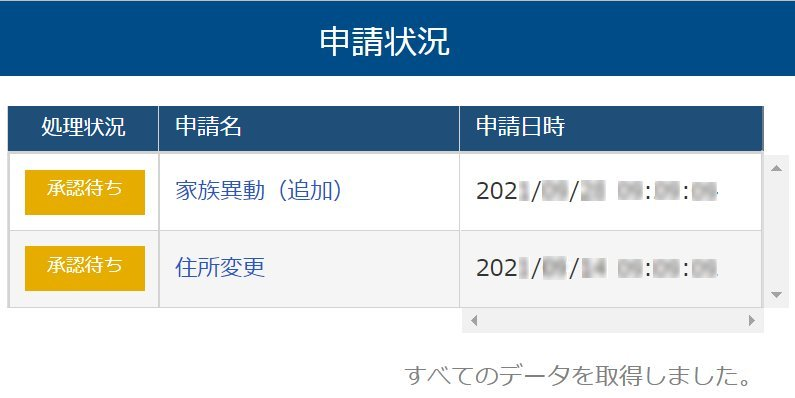 申請状況
処理状況 申請名 申請日時
承認待ち 家族異動（追加） 202
承認待ち 住所変更 202
すべてのデータを取得しました。